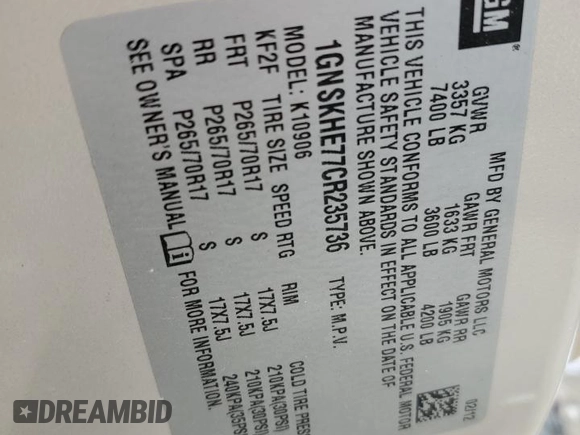 GM®
MFD BY GENERAL MOTORS LLC
GVWR GAWR FRT GAWR RR
3357 KG 1633 KG 1905 KG
7400 LB 3600 LB 4200 LB
THIS VEHICLE CONFORMS TO ALL APPLICABLE U.S. FEDERAL MOTOR
VEHICLE SAFETY STANDARDS IN EFFECT ON THE DATE OF
MANUFACTURE SHOWN ABOVE.
02/12
1GNSKHE77CR235736 TYPE: M.P.V.
MODEL: K10906
KF2F TIRE SIZE SPEED RTG RIM COLD TIRE PRES
FRT P265/70R17 S 17X7.5J 210KPA(30PSI)
RR P265/70R17 S 17X7.5J 210KPA(30PSI)
SPA P265/70R17 S 17X7.5J 240KPA(35PS
SEE OWNER'S MANUAL i FOR MORE INFORMATION.
DREAMBID